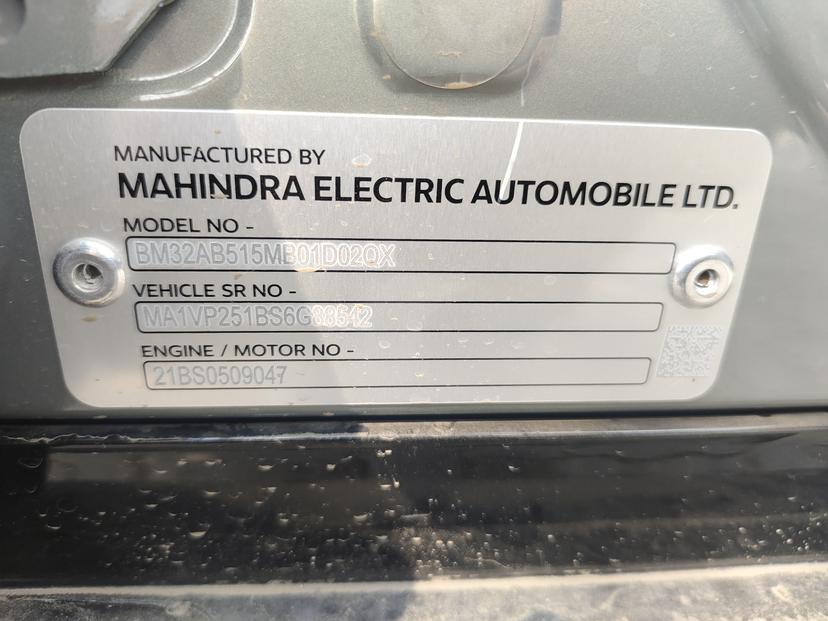 MANUFACTURED BY
MAHINDRA ELECTRIC AUTOMOBILE LTD.
MODEL NO -
BM32AB515MB01D02QX
VEHICLE SR NO -
MA1VP251BS6G88542
ENGINE / MOTOR NO -
21BS0509047